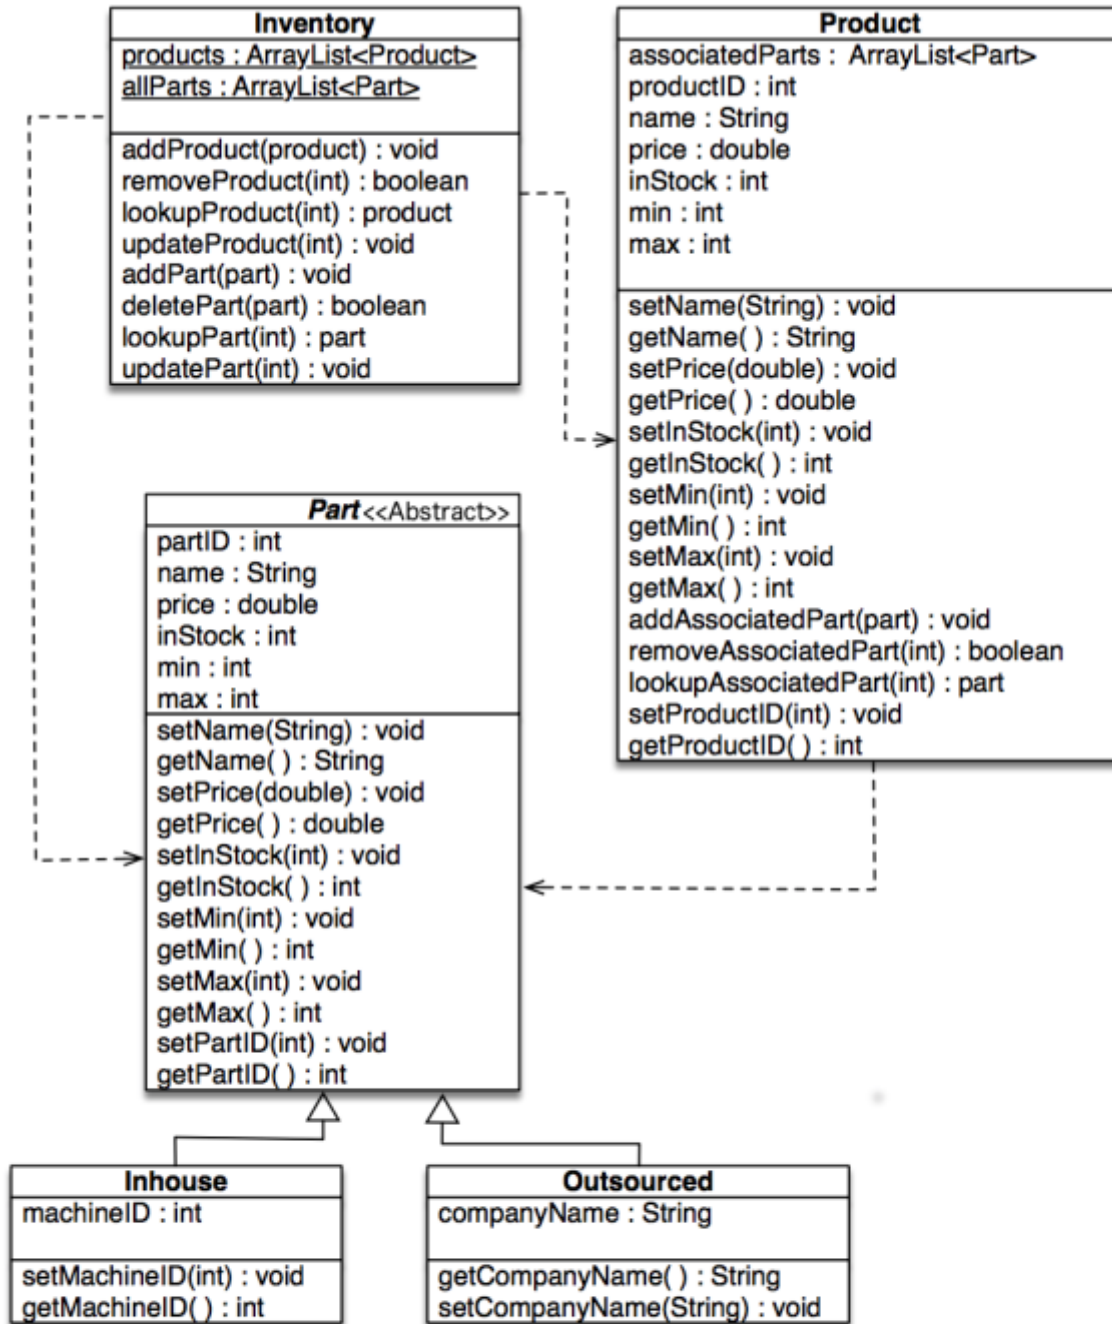 Inventory
products : ArrayList<Product>
allParts : ArrayList<Part>
addProduct(product) : void
removeProduct(int) : boolean
lookupProduct(int) : product
updateProduct(int) : void
addPart(part) : void
deletePart(part) : boolean
lookupPart(int) : part
updatePart(int) : void
Product
associatedParts : ArrayList<Part>
productID : int
name : String
price : double
inStock : int
min : int
max : int
setName(String) : void
getName( ) : String
setPrice(double) : void
getPrice( ) : double
setInStock(int) : void
getInStock( ) : int
setMin(int) : void
getMin( ) : int
setMax(int) : void
getMax( ) : int
addAssociatedPart(part) : void
removeAssociatedPart(int) : boolean
lookupAssociatedPart(int) : part
setProductID(int) : void
getProductID( ) : int
Part <<Abstract>>
partID : int
name : String
price : double
inStock : int
min : int
max : int
setName(String) : void
getName( ) : String
setPrice(double) : void
getPrice( ) : double
setInStock(int) : void
getInStock( ) : int
setMin(int) : void
getMin( ) : int
setMax(int) : void
getMax( ) : int
setPartID(int) : void
getPartID( ) : int
Inhouse
machineID : int
setMachineID(int) : void
getMachineID( ) : int
Outsourced
companyName : String
getCompanyName( ) : String
setCompanyName(String) : void